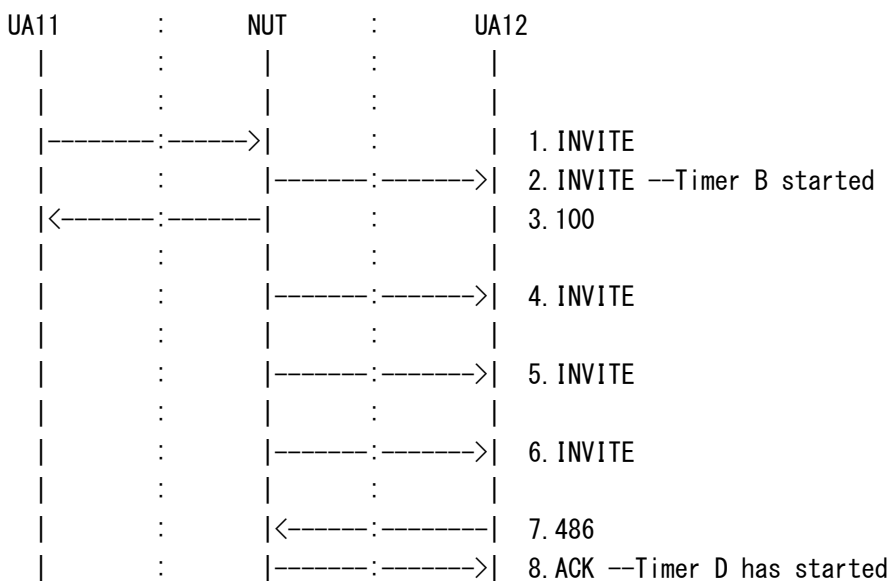 UA11 : NUT : UA12
| : | : |
| : | : |
|--------:------>| : | 1. INVITE
| : |-------:------->| 2. INVITE --Timer B started
|<-------:-------| : | 3. 100
| : | : |
| : |-------:------->| 4. INVITE
| : | : |
| : |-------:------->| 5. INVITE
| : | : |
| : |-------:------->| 6. INVITE
| : | : |
| : |<------:--------| 7. 486
| : |-------:------->| 8. ACK --Timer D has started